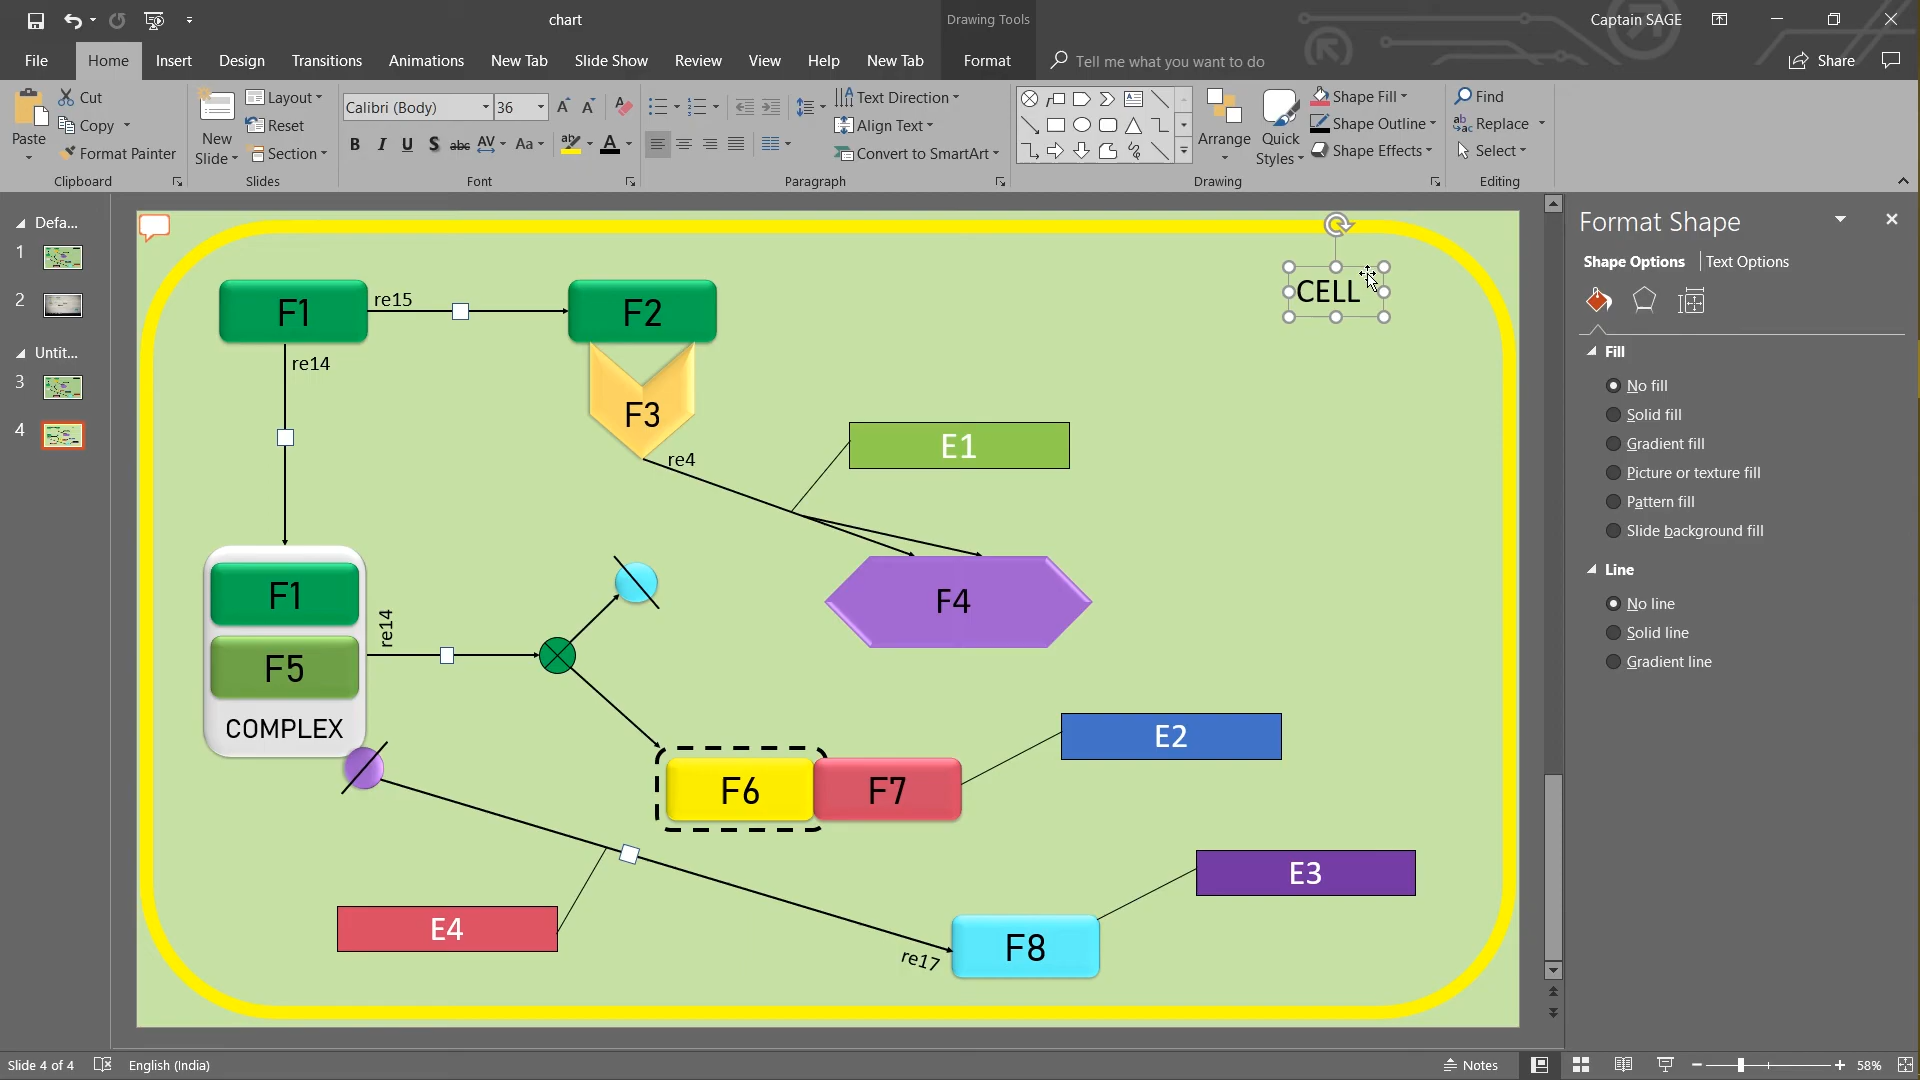 chart
Drawing Tools
Captain SAGE
File
Home
Insert
Design
Transitions
Animations
New Tab
Slide Show
Review
View
Help
New Tab
Format
Tell me what you want to do
Share
Paste
Cut
Copy
Format Painter
Clipboard
New
Slide
Layout
Reset
Section
Slides
Calibri (Body)
36
B I U S abc AV Aa A
Font
Text Direction
Align Text
Convert to SmartArt
Paragraph
Arrange
Quick
Styles
Shape Fill
Shape Outline
Shape Effects
Drawing
Find
Replace
Select
Editing
Defa...
1
2
Untit...
3
4
CELL
F1
re15
F2
re14
F3
re4
E1
F1
F5
COMPLEX
re14
F4
E2
F6
F7
E3
E4
re17
F8
Format Shape
Shape Options
Text Options
Fill
No fill
Solid fill
Gradient fill
Picture or texture fill
Pattern fill
Slide background fill
Line
No line
Solid line
Gradient line
Slide 4 of 4
English (India)
Notes
58%